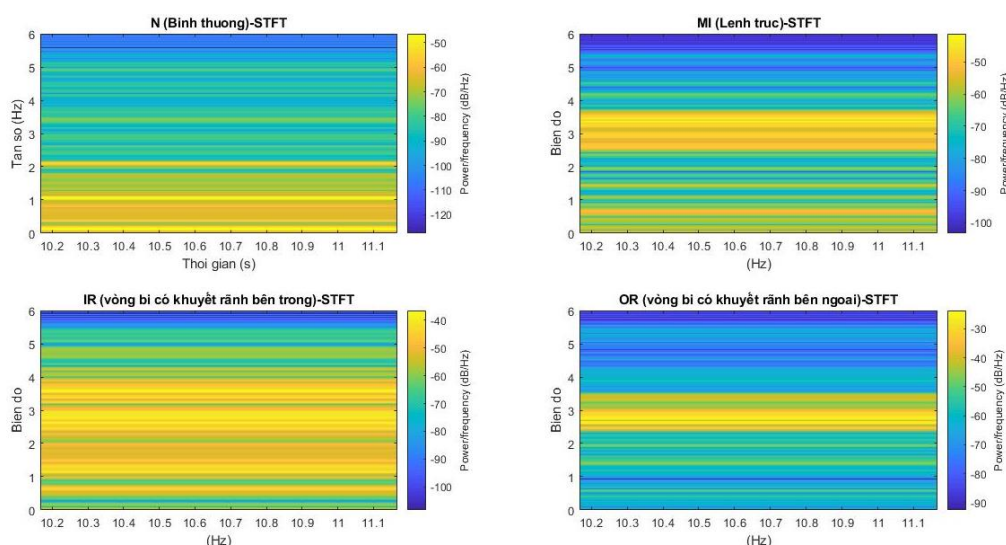 N (Binh thuong)-STFT
6
5
4
3
2
1
0
Tan so (Hz)
10.2 10.3 10.4 10.5 10.6 10.7 10.8 10.9 11 11.1
Thoi gian (s)
-50
-60
-70
-80
-90
-100
-110
-120
Power/frequency (dB/Hz)
MI (Lenh truc)-STFT
6
5
4
3
2
1
0
Bien do
10.2 10.3 10.4 10.5 10.6 10.7 10.8 10.9 11 11.1
(Hz)
-50
-60
-70
-80
-90
-100
Power/frequency (dB/Hz)
IR (vòng bi có khuyết rãnh bên trong)-STFT
6
5
4
3
2
1
0
Bien do
10.2 10.3 10.4 10.5 10.6 10.7 10.8 10.9 11 11.1
(Hz)
-40
-50
-60
-70
-80
-90
-100
Power/frequency (dB/Hz)
OR (vòng bi có khuyết rãnh bên ngoai)-STFT
6
5
4
3
2
1
0
Bien do
10.2 10.3 10.4 10.5 10.6 10.7 10.8 10.9 11 11.1
(Hz)
-30
-40
-50
-60
-70
-80
-90
Power/frequency (dB/Hz)